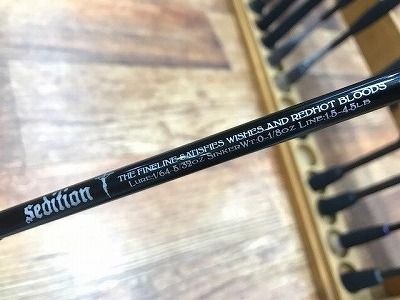 Sedition
THE FINELINE SATISFIES WISHES AND REDHOT BLOODS
LURE:1/64 5/32OZ SINKERWT:0-1/8OZ LINE:1.5-4.5LB